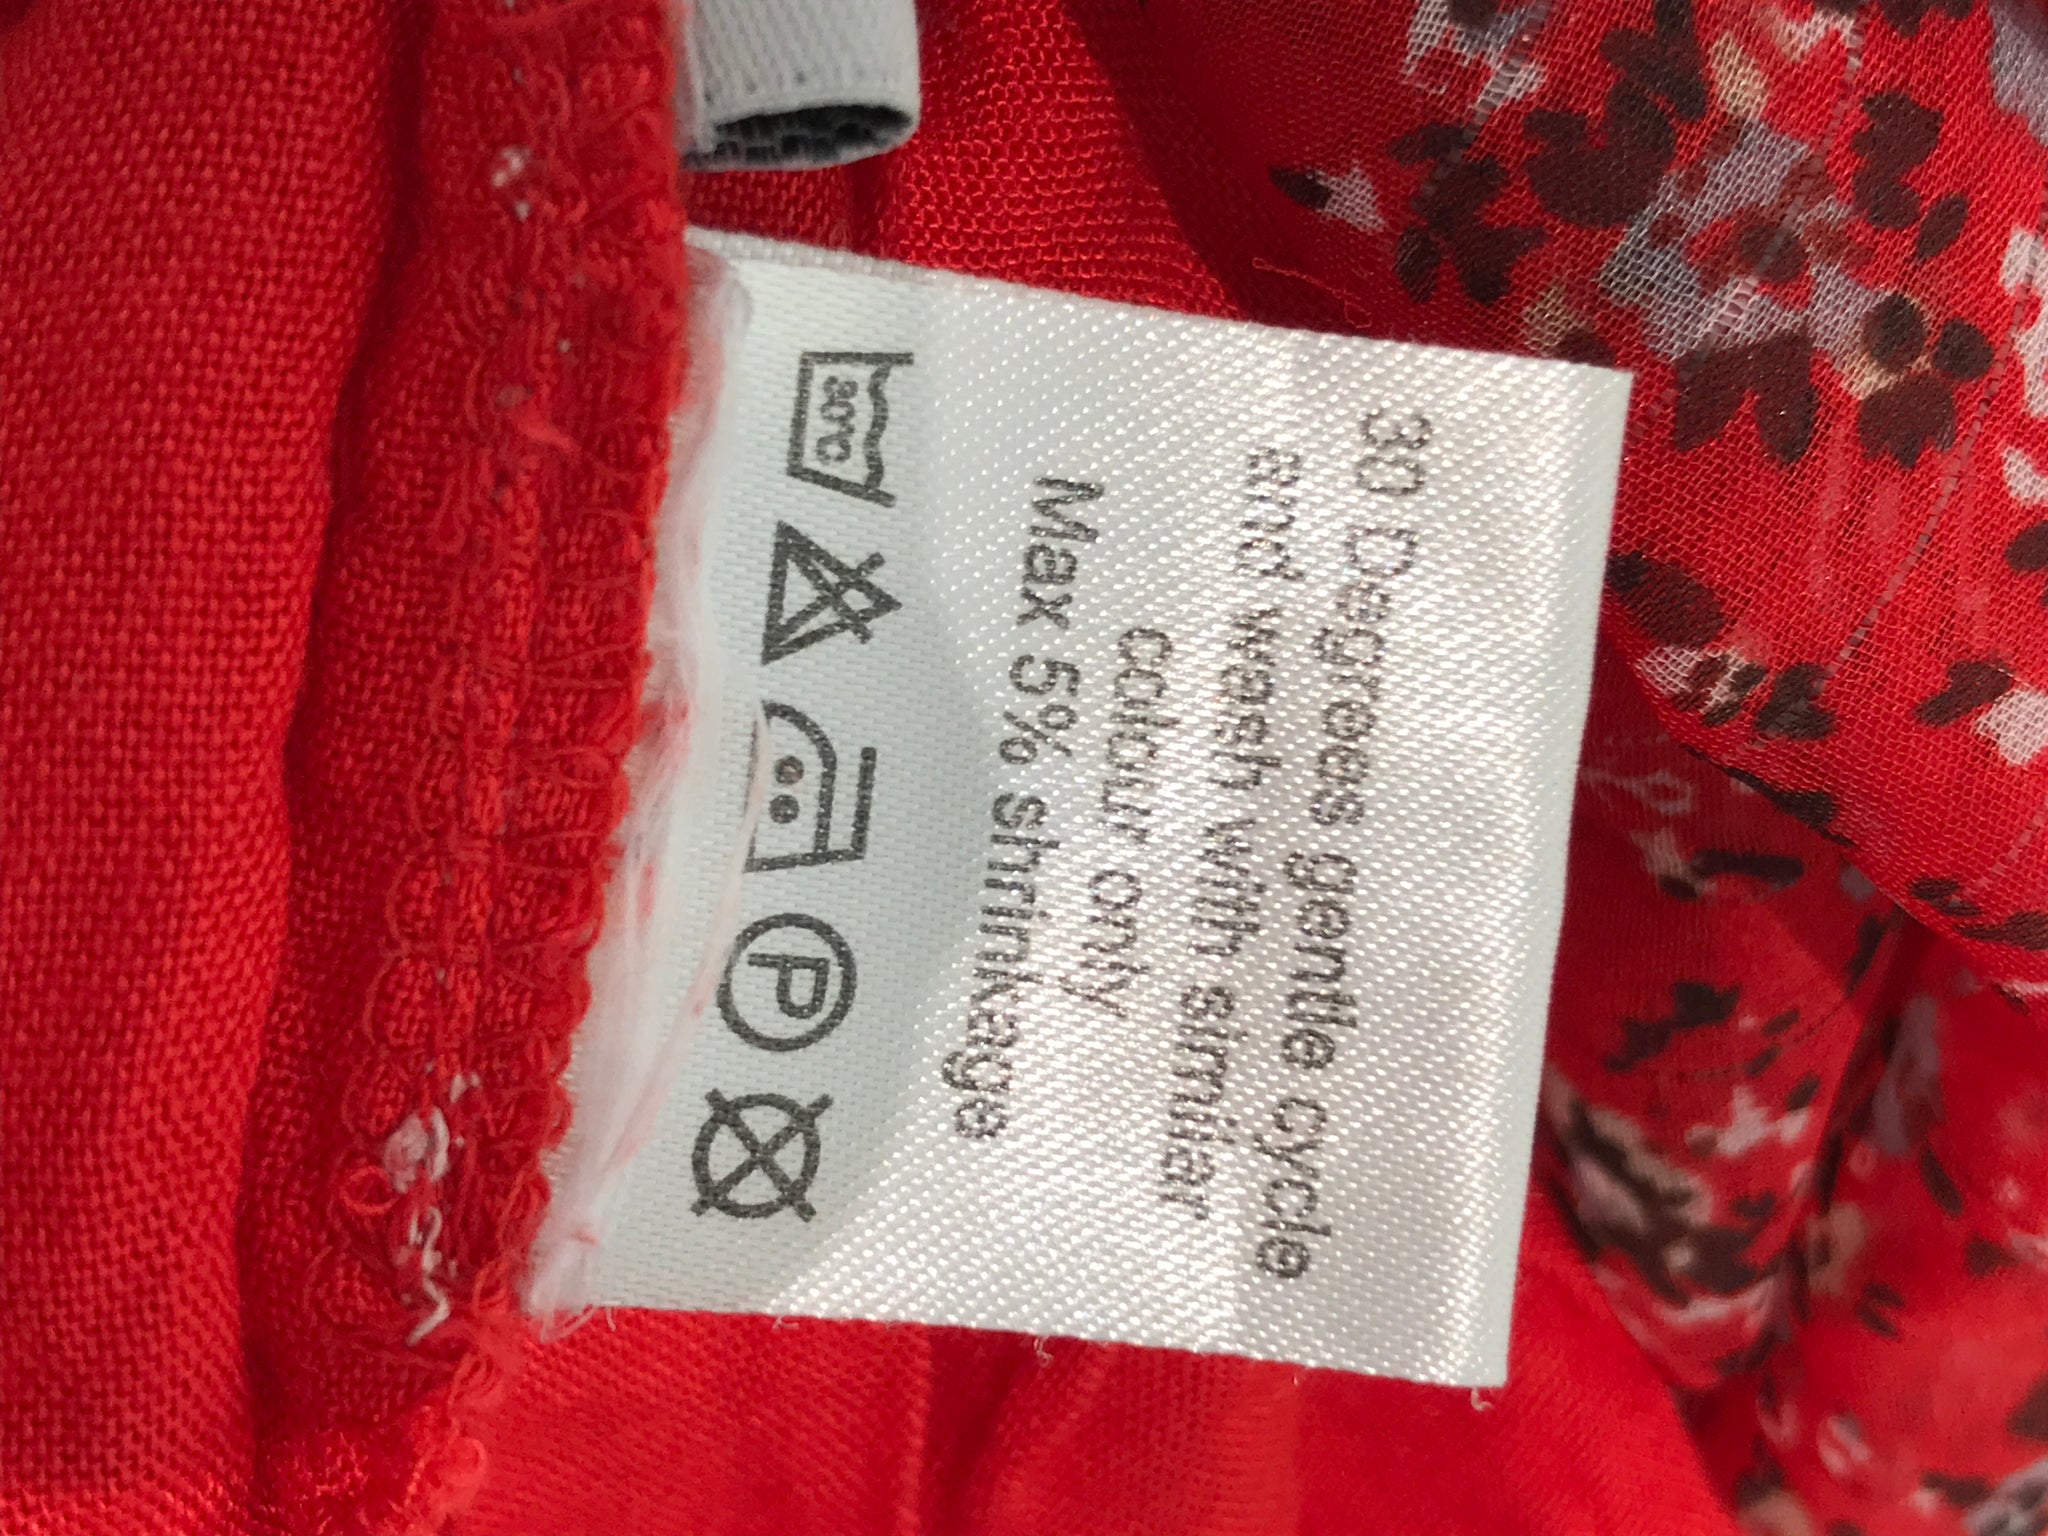 30 Degrees gentle cycle
and wash with similar
colour only
Max 5% shrinkage
30°C P